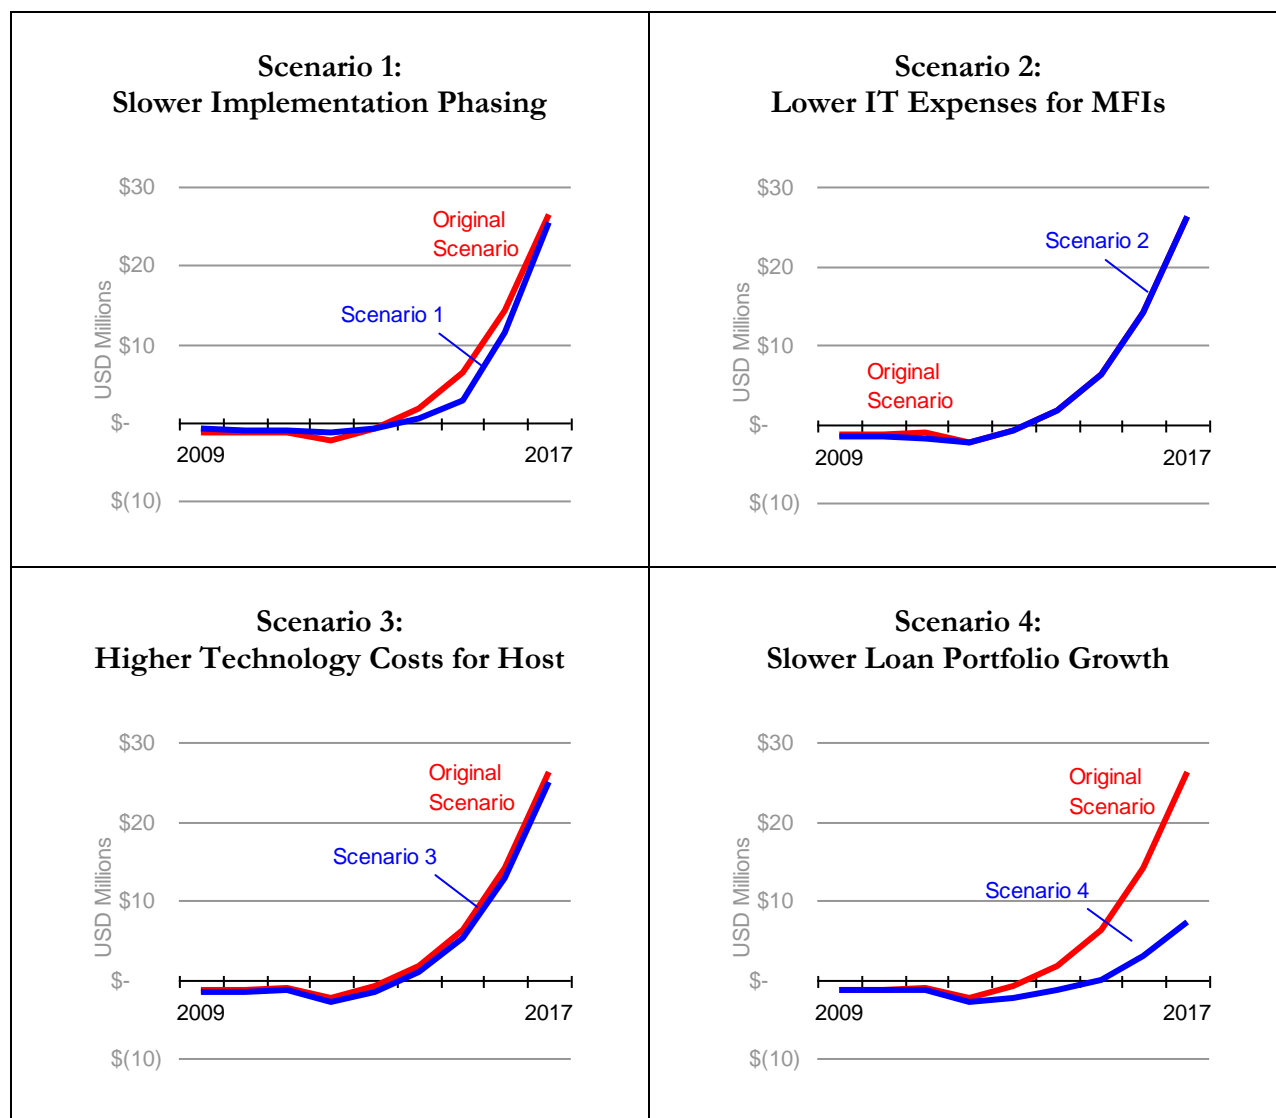 Scenario 1:
Slower Implementation Phasing
$30
Original
Scenario
$20
Scenario 1
$10
USD Millions
$-
2009
2017
$(10)
Scenario 2:
Lower IT Expenses for MFIs
$30
Scenario 2
$20
$10
Original
Scenario
USD Millions
$-
2009
2017
$(10)
Scenario 3:
Higher Technology Costs for Host
$30
Original
Scenario
$20
Scenario 3
$10
USD Millions
$-
2009
2017
$(10)
Scenario 4:
Slower Loan Portfolio Growth
$30
Original
Scenario
$20
Scenario 4
$10
USD Millions
$-
2009
2017
$(10)